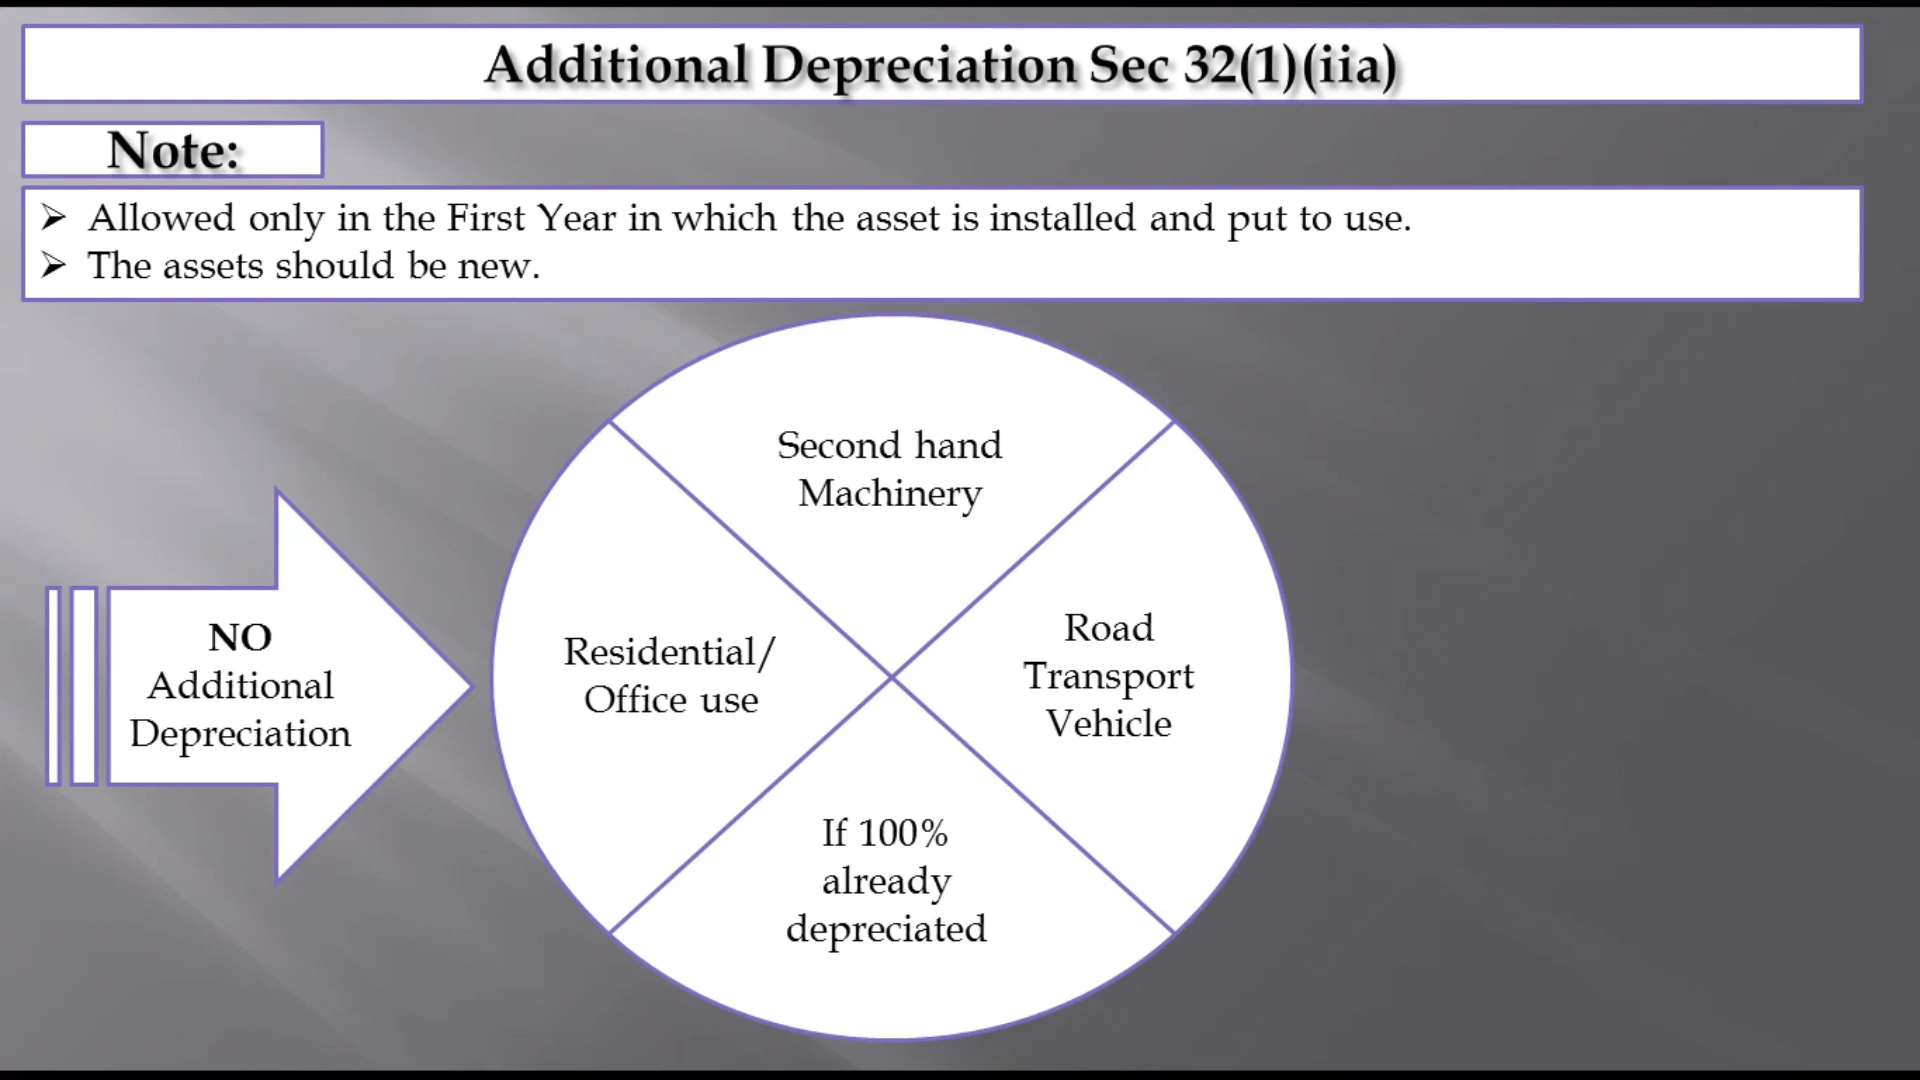 Additional Depreciation Sec 32(1)(iia)
Note:
➢ Allowed only in the First Year in which the asset is installed and put to use.
➢ The assets should be new.
NO
Additional
Depreciation
Second hand
Machinery
Residential/
Office use
Road
Transport
Vehicle
If 100%
already
depreciated